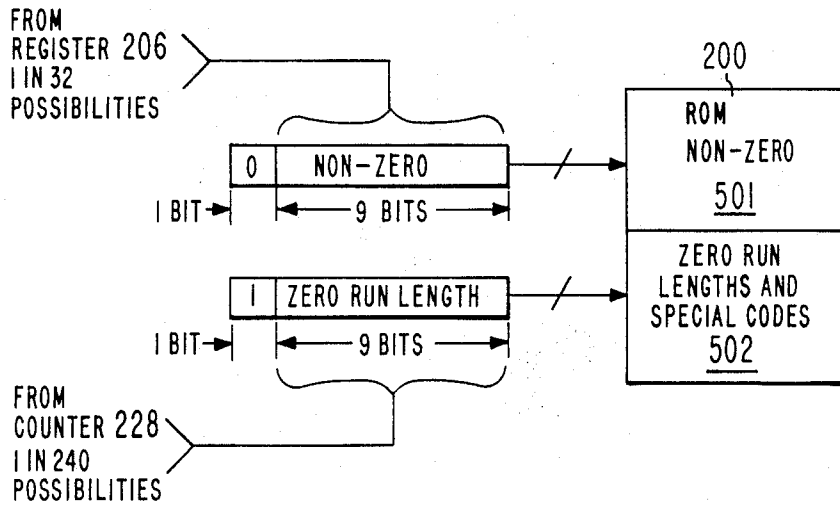 FROM
REGISTER 206
1 IN 32
POSSIBILITIES
0 NON-ZERO
1 BIT 9 BITS
200
ROM
NON-ZERO
501
1 ZERO RUN LENGTH
1 BIT 9 BITS
ZERO RUN
LENGTHS AND
SPECIAL CODES
502
FROM
COUNTER 228
1 IN 240
POSSIBILITIES